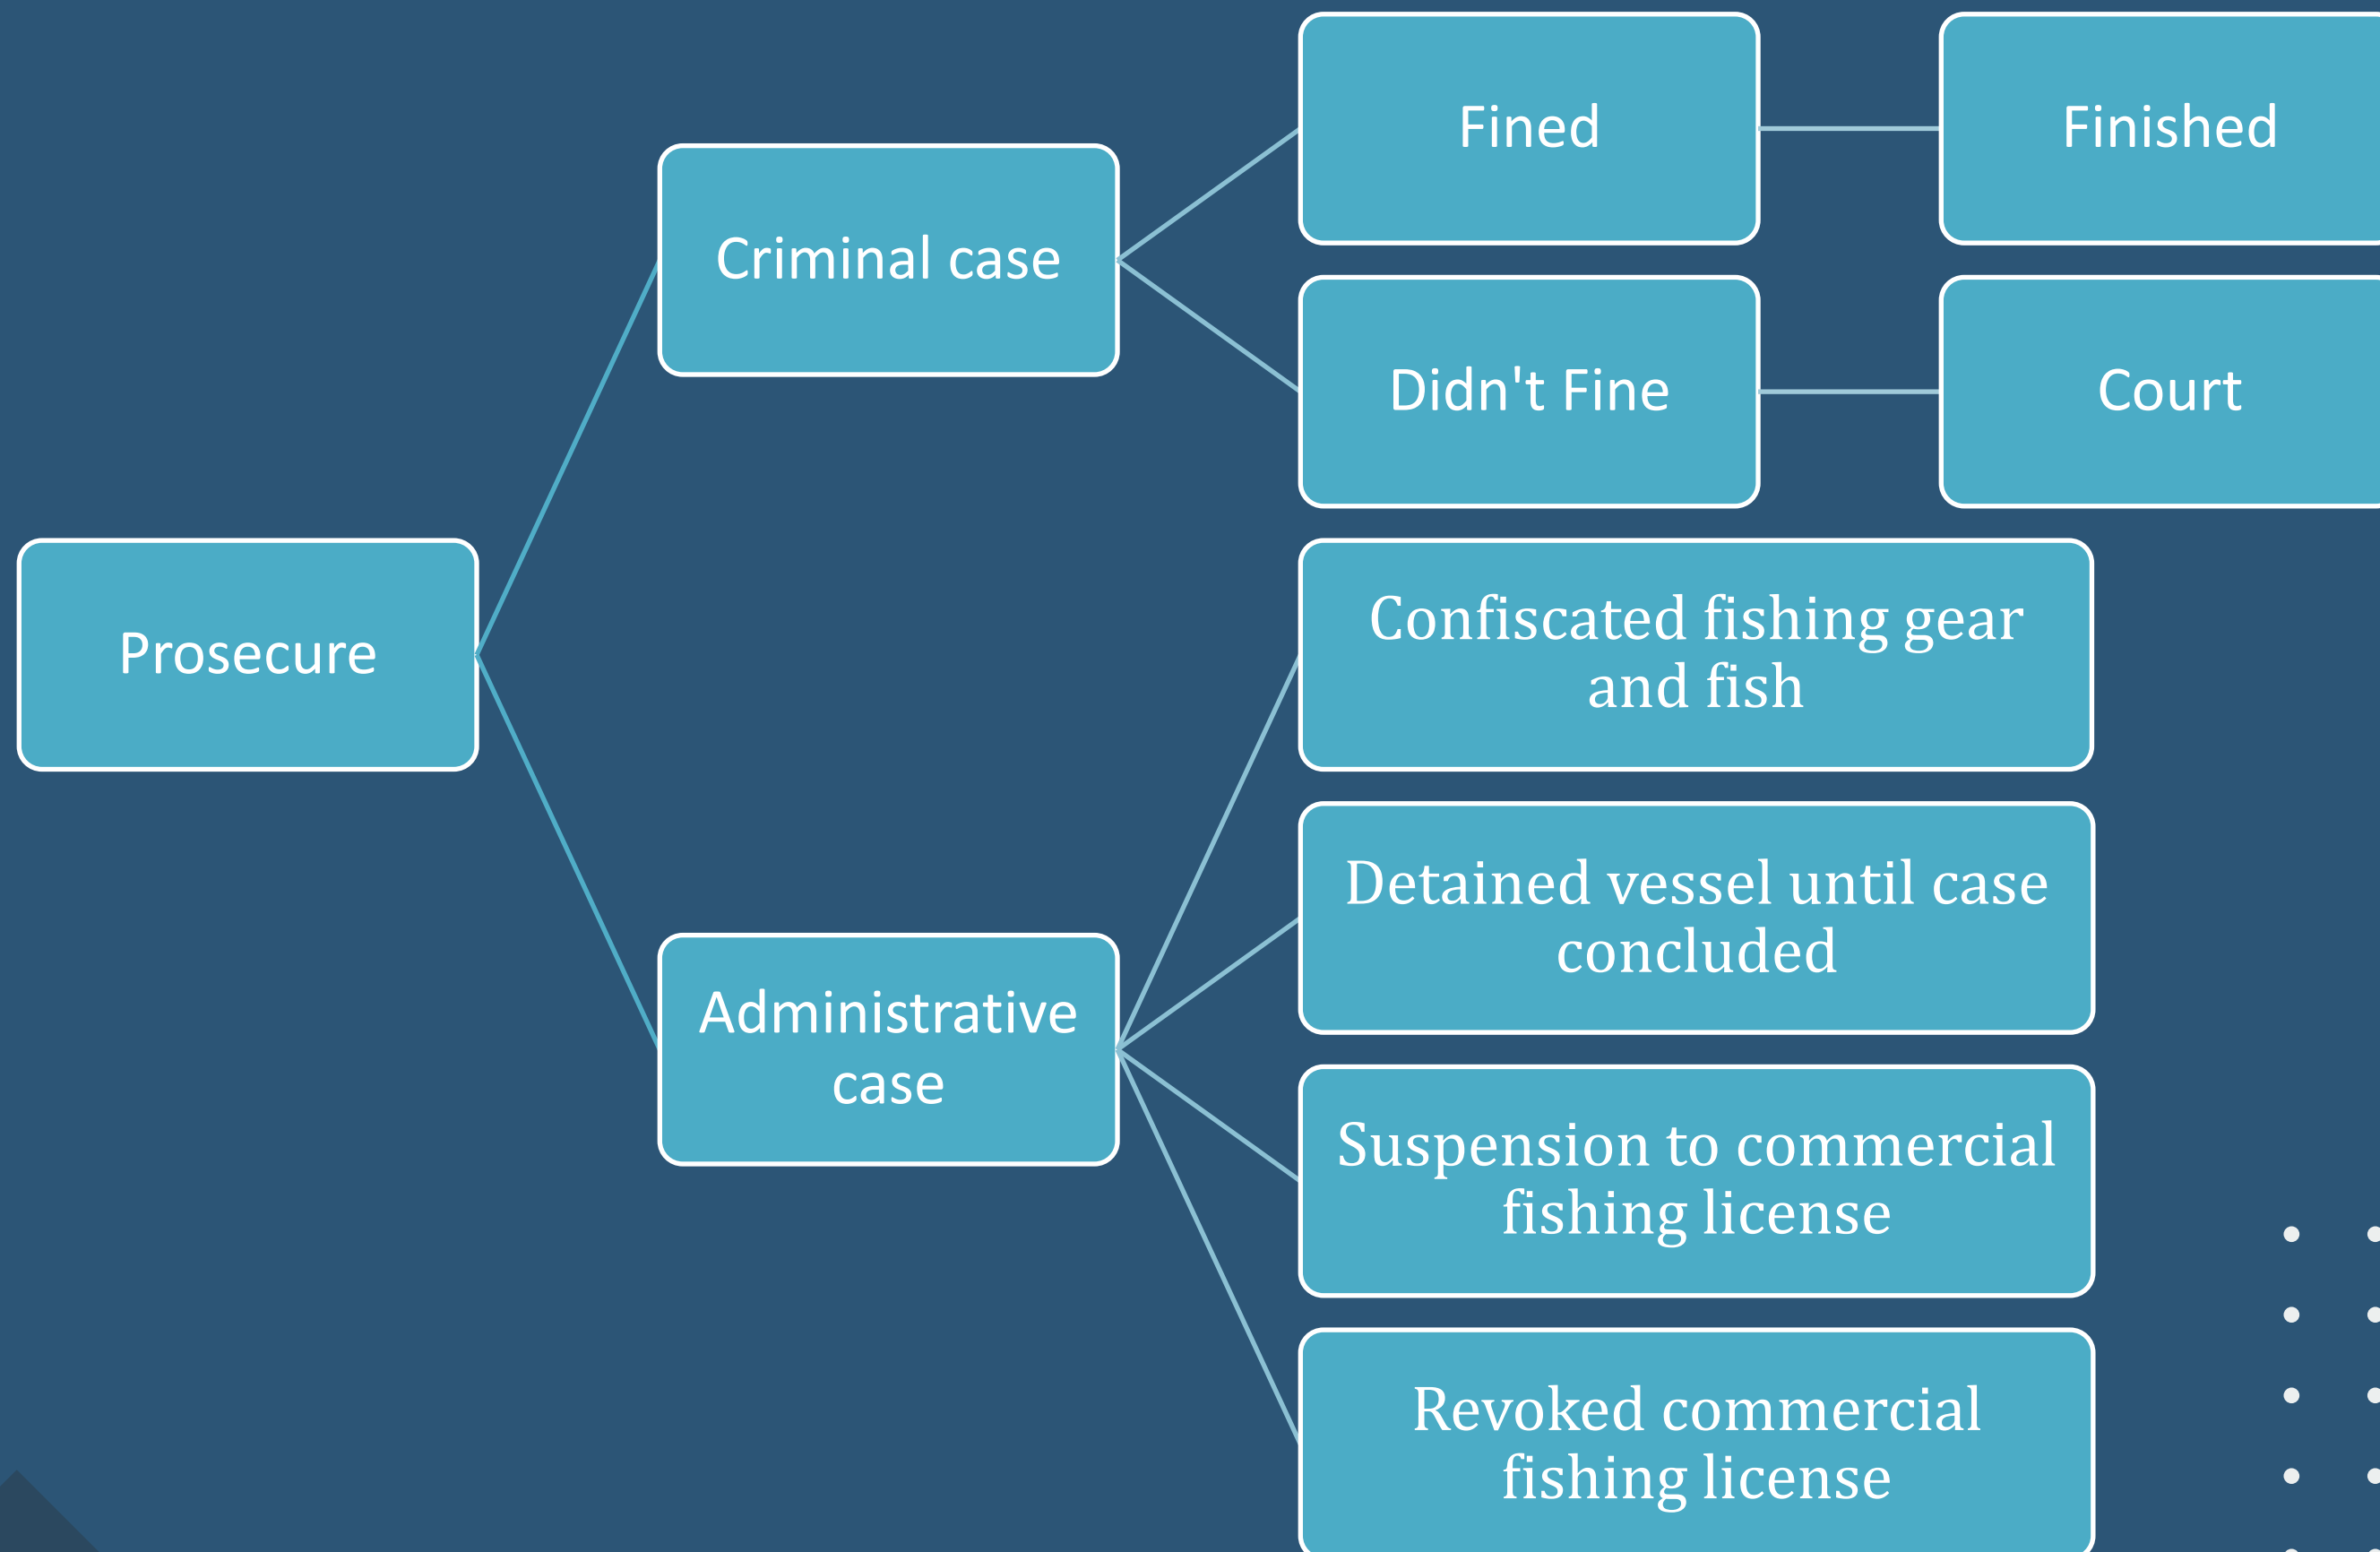 Prosecure
Criminal case
Fined
Finished
Didn't Fine
Court
Administrative
case
Confiscated fishing gear
and fish
Detained vessel until case
concluded
Suspension to commercial
fishing license
Revoked commercial
fishing license